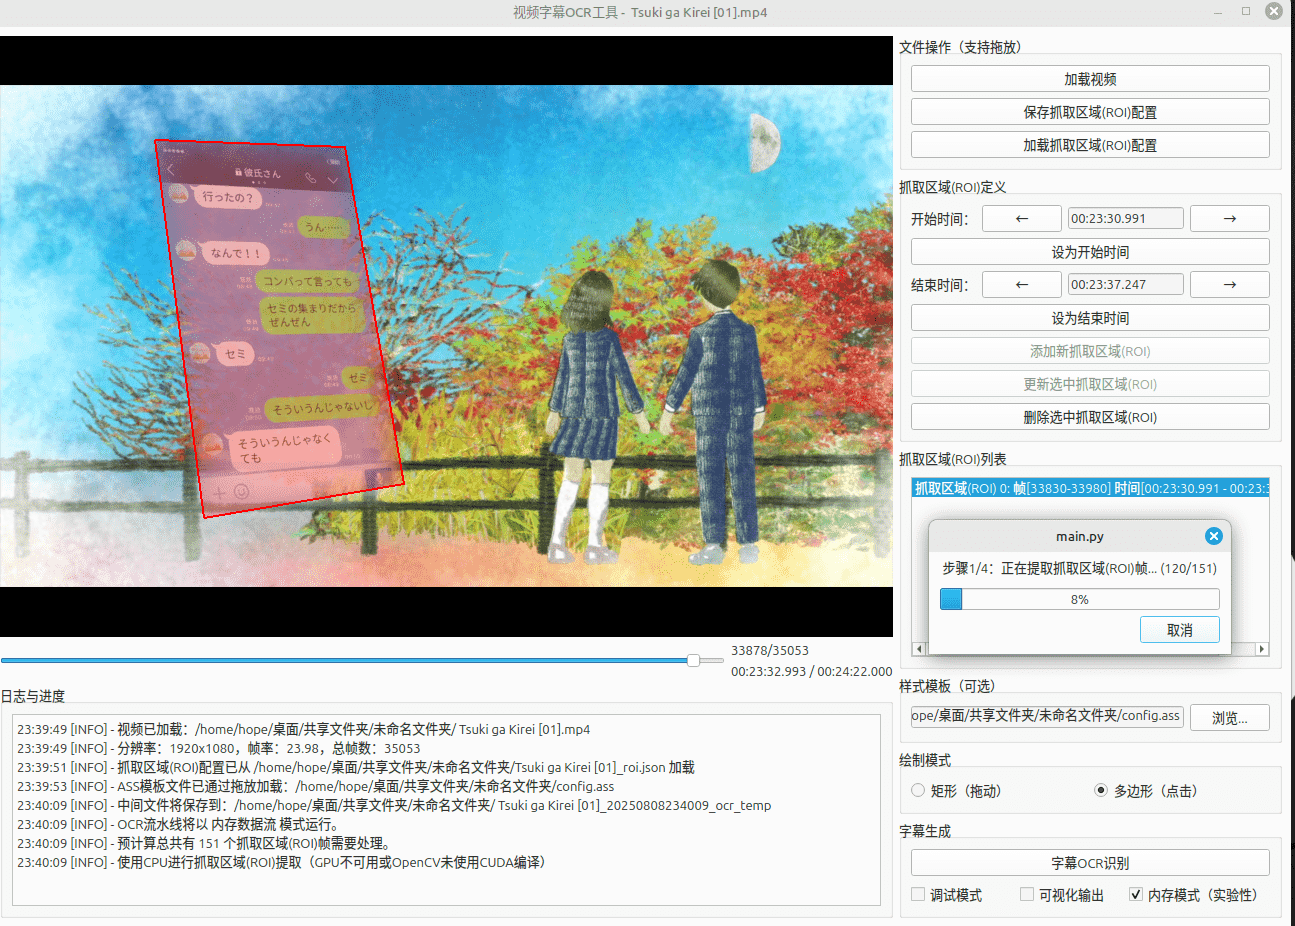 视频字幕OCR工具 - Tsuki ga Kirei [01].mp4
彼氏さん
行ったの？
うん……
なんで！！
コンパって言っても
セミの集まりだから
ぜんぜん
セミ
ゼミ
そういうんじゃないし
そういうんじゃなく
ても
33878/35053
00:23:32.993 / 00:24:22.000
日志与进度
23:39:49 [INFO] - 视频已加载：/home/hope/桌面/共享文件夹/未命名文件夹/ Tsuki ga Kirei [01].mp4
23:39:49 [INFO] - 分辨率：1920x1080，帧率：23.98，总帧数：35053
23:39:51 [INFO] - 抓取区域(ROI)配置已从 /home/hope/桌面/共享文件夹/未命名文件夹/Tsuki ga Kirei [01]_roi.json 加载
23:39:53 [INFO] - ASS模板文件已通过拖放加载：/home/hope/桌面/共享文件夹/未命名文件夹/config.ass
23:40:09 [INFO] - 中间文件将保存到：/home/hope/桌面/共享文件夹/未命名文件夹/ Tsuki ga Kirei [01]_20250808234009_ocr_temp
23:40:09 [INFO] - OCR流水线将以 内存数据流 模式运行。
23:40:09 [INFO] - 预计算总共有 151 个抓取区域(ROI)帧需要处理。
23:40:09 [INFO] - 使用CPU进行抓取区域(ROI)提取（GPU不可用或OpenCV未使用CUDA编译）
文件操作（支持拖放）
加载视频
保存抓取区域(ROI)配置
加载抓取区域(ROI)配置
抓取区域(ROI)定义
开始时间： ← 00:23:30.991 →
设为开始时间
结束时间： ← 00:23:37.247 →
设为结束时间
添加新抓取区域(ROI)
更新选中抓取区域(ROI)
删除选中抓取区域(ROI)
抓取区域(ROI)列表
抓取区域(ROI) 0: 帧[33830-33980] 时间[00:23:30.991 - 00:23:3
main.py
步骤1/4：正在提取抓取区域(ROI)帧... (120/151)
8%
取消
样式模板（可选）
ope/桌面/共享文件夹/未命名文件夹/config.ass 浏览...
绘制模式
矩形（拖动） 多边形（点击）
字幕生成
字幕OCR识别
调试模式 可视化输出 内存模式（实验性）